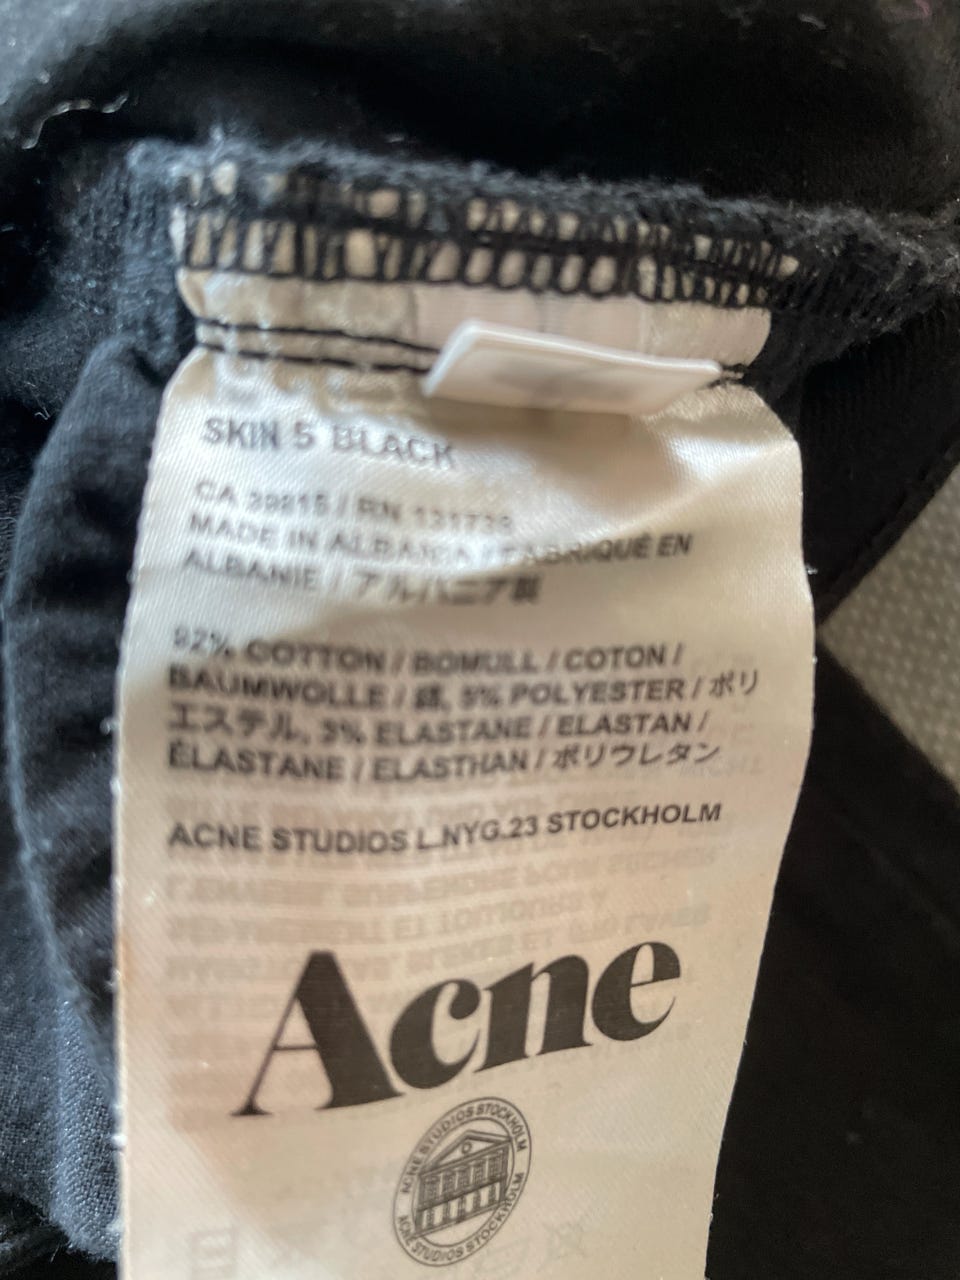 SKIN 5 BLACK
CA 39815 / RN 131738
MADE IN ALBANIA / FABRIQUÉ EN
ALBANIE / アルバニア製
92% COTTON / BOMULL / COTON /
BAUMWOLLE / 綿, 5% POLYESTER / ポリ
エステル, 3% ELASTANE / ELASTAN /
ÉLASTANE / ELASTHAN / ポリウレタン
ACNE STUDIOS L.NYG.23 STOCKHOLM
Acne
ACNE STUDIOS STOCKHOLM
ACNE STUDIOS STOCKHOLM